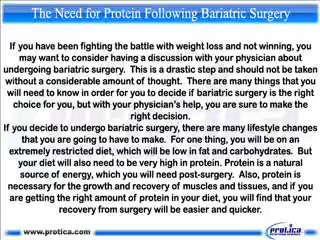 The Need for Protein Following Bariatric Surgery
If you have been fighting the battle with weight loss and not winning, you
may want to consider having a discussion with your physician about
undergoing bariatric surgery.  This is a drastic step and should not be taken
without a considerable amount of thought.  There are many things that you
will need to know in order for you to decide if bariatric surgery is the right
choice for you, but with your physician's help, you are sure to make the
right decision.
If you decide to undergo bariatric surgery, there are many lifestyle changes
that you are going to have to make.  For one thing, you will be on an
extremely restricted diet, which will be low in fat and carbohydrates.  But
your diet will also need to be very high in protein. Protein is a natural
source of energy, which you will need post-surgery.  Also, protein is
necessary for the growth and recovery of muscles and tissues, and if you
are getting the right amount of protein in your diet, you will find that your
recovery from surgery will be easier and quicker.
www.protica.com
protica